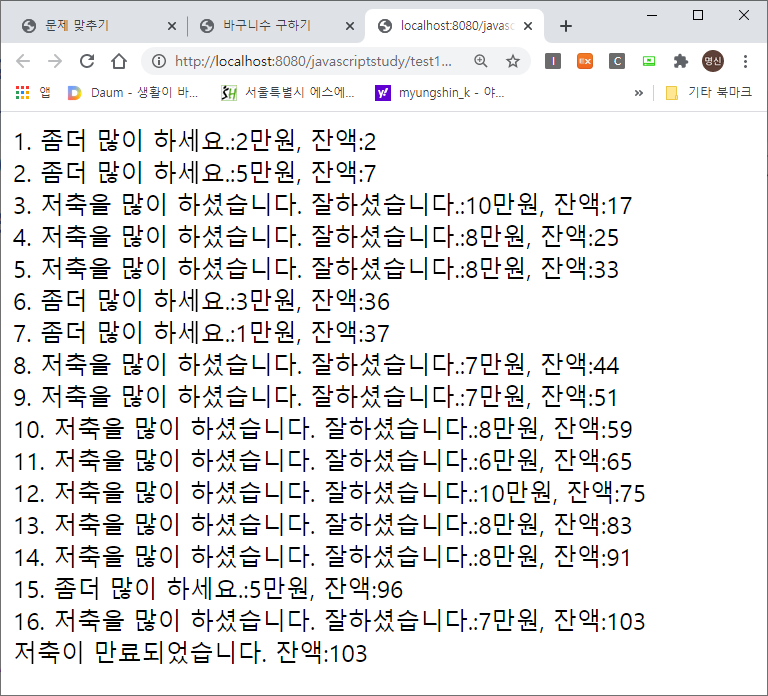 문제 맞추기
바구니수 구하기
localhost:8080/javasc
http://localhost:8080/javascriptstudy/test1...
I
C
명신
앱
Daum - 생활이 바...
SH
서울특별시 에스에...
y!
myungshin_k - 야...
»
기타 북마크
1. 좀더 많이 하세요.:2만원, 잔액:2
2. 좀더 많이 하세요.:5만원, 잔액:7
3. 저축을 많이 하셨습니다. 잘하셨습니다.:10만원, 잔액:17
4. 저축을 많이 하셨습니다. 잘하셨습니다.:8만원, 잔액:25
5. 저축을 많이 하셨습니다. 잘하셨습니다.:8만원, 잔액:33
6. 좀더 많이 하세요.:3만원, 잔액:36
7. 좀더 많이 하세요.:1만원, 잔액:37
8. 저축을 많이 하셨습니다. 잘하셨습니다.:7만원, 잔액:44
9. 저축을 많이 하셨습니다. 잘하셨습니다.:7만원, 잔액:51
10. 저축을 많이 하셨습니다. 잘하셨습니다.:8만원, 잔액:59
11. 저축을 많이 하셨습니다. 잘하셨습니다.:6만원, 잔액:65
12. 저축을 많이 하셨습니다. 잘하셨습니다.:10만원, 잔액:75
13. 저축을 많이 하셨습니다. 잘하셨습니다.:8만원, 잔액:83
14. 저축을 많이 하셨습니다. 잘하셨습니다.:8만원, 잔액:91
15. 좀더 많이 하세요.:5만원, 잔액:96
16. 저축을 많이 하셨습니다. 잘하셨습니다.:7만원, 잔액:103
저축이 만료되었습니다. 잔액:103